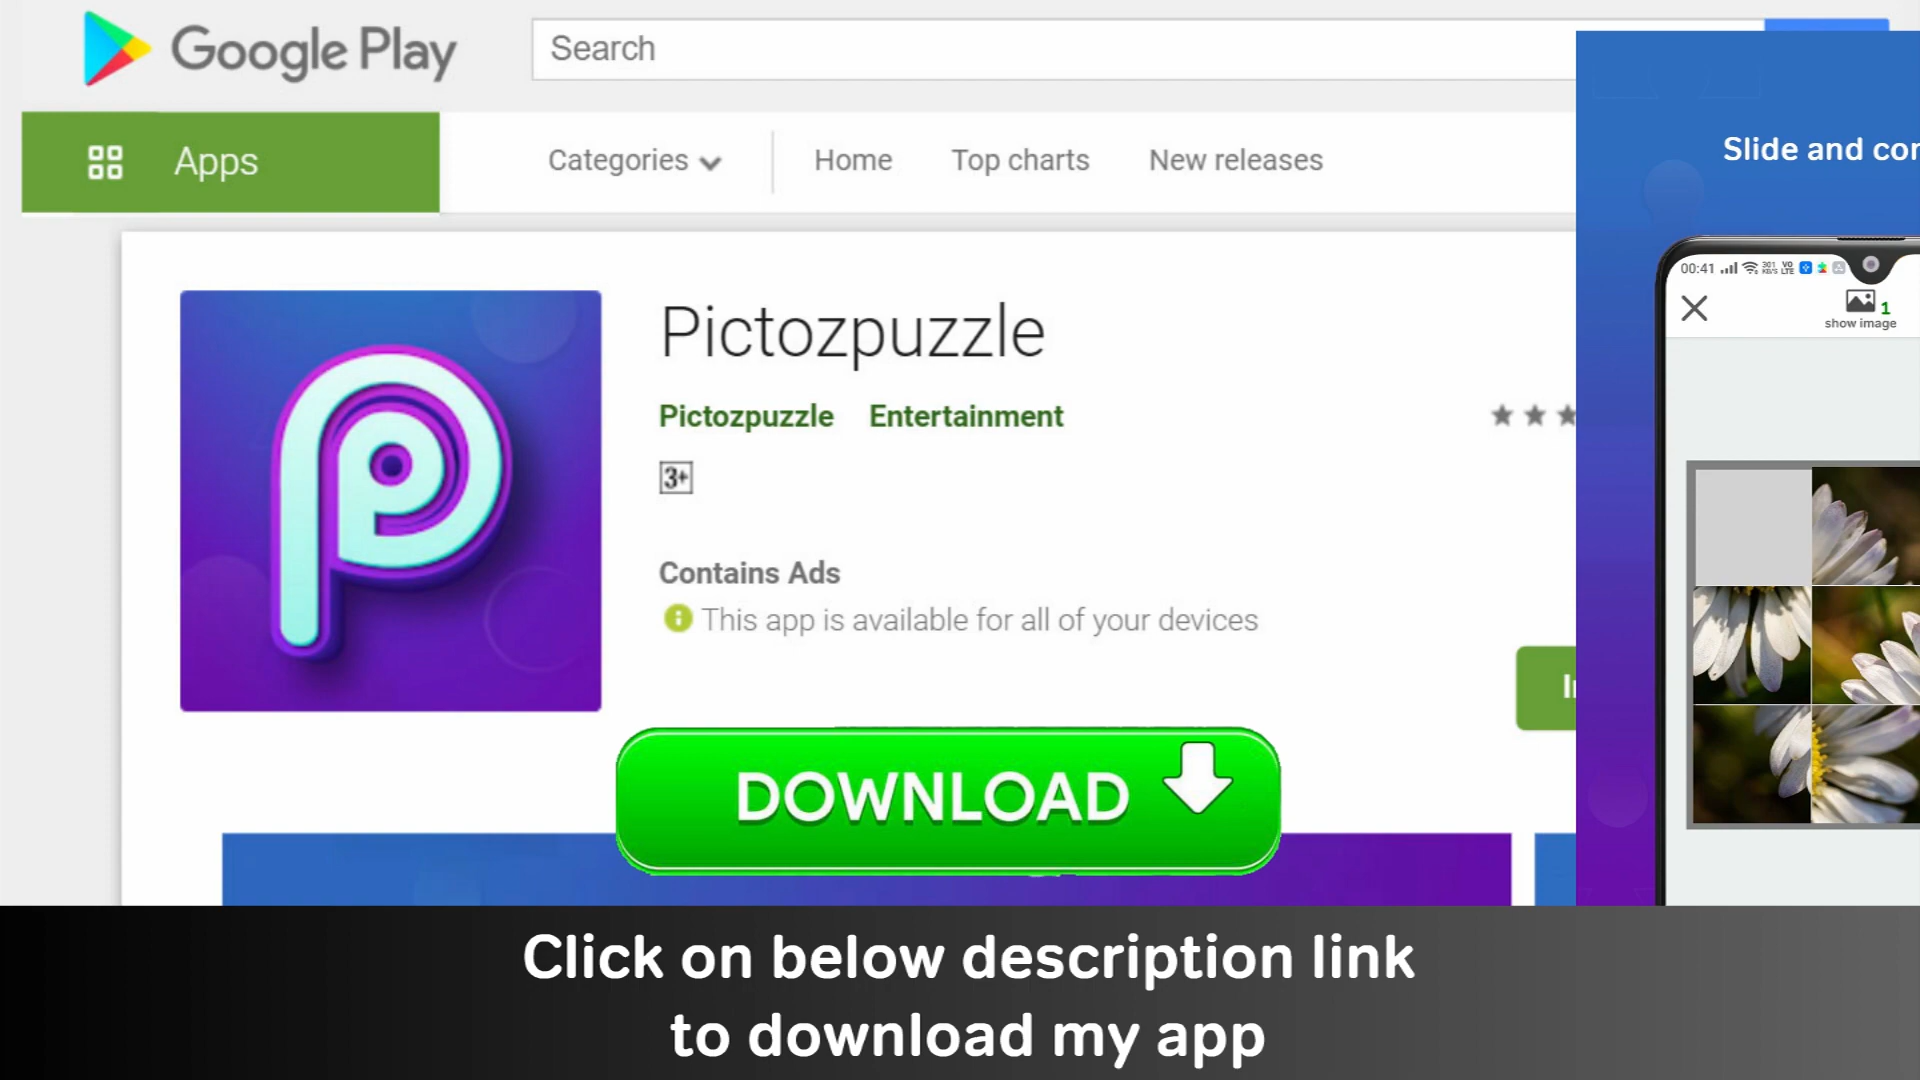 Google Play
Search
Apps
Categories
Home
Top charts
New releases
Slide and
00:41
show image
1
Pictozpuzzle
Pictozpuzzle
Entertainment
3+
Contains Ads
This app is available for all of your devices
DOWNLOAD
Click on below description link
to download my app